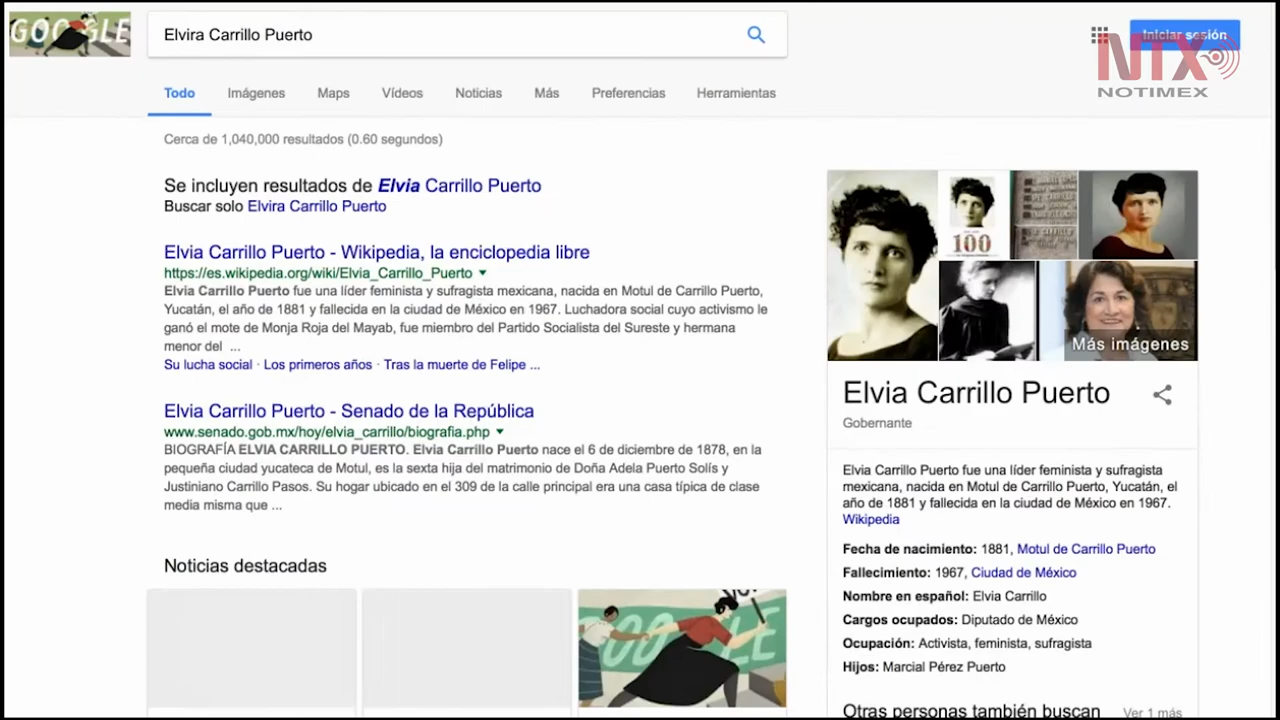 GOOGLE
Elvira Carrillo Puerto
Iniciar sesión
NTX
NOTIMEX
Todo
Imágenes
Maps
Vídeos
Noticias
Más
Preferencias
Herramientas
Cerca de 1,040,000 resultados (0.60 segundos)
Se incluyen resultados de Elvia Carrillo Puerto
Buscar solo Elvira Carrillo Puerto
Elvia Carrillo Puerto - Wikipedia, la enciclopedia libre
https://es.wikipedia.org/wiki/Elvia_Carrillo_Puerto
Elvia Carrillo Puerto fue una líder feminista y sufragista mexicana, nacida en Motul de Carrillo Puerto,
Yucatán, el año de 1881 y fallecida en la ciudad de México en 1967. Luchadora social cuyo activismo le
ganó el mote de Monja Roja del Mayab, fue miembro del Partido Socialista del Sureste y hermana
menor del ...
Su lucha social · Los primeros años · Tras la muerte de Felipe ...
Elvia Carrillo Puerto - Senado de la República
www.senado.gob.mx/hoy/elvia_carrillo/biografia.php
BIOGRAFÍA ELVIA CARRILLO PUERTO. Elvia Carrillo Puerto nace el 6 de diciembre de 1878, en la
pequeña ciudad yucateca de Motul, es la sexta hija del matrimonio de Doña Adela Puerto Solís y
Justiniano Carrillo Pasos. Su hogar ubicado en el 309 de la calle principal era una casa típica de clase
media misma que ...
Noticias destacadas
100
Más imágenes
Elvia Carrillo Puerto
Gobernante
Elvia Carrillo Puerto fue una líder feminista y sufragista
mexicana, nacida en Motul de Carrillo Puerto, Yucatán, el
año de 1881 y fallecida en la ciudad de México en 1967.
Wikipedia
Fecha de nacimiento: 1881, Motul de Carrillo Puerto
Fallecimiento: 1967, Ciudad de México
Nombre en español: Elvia Carrillo
Cargos ocupados: Diputado de México
Ocupación: Activista, feminista, sufragista
Hijos: Marcial Pérez Puerto
Otras personas también buscan
Ver 1 más